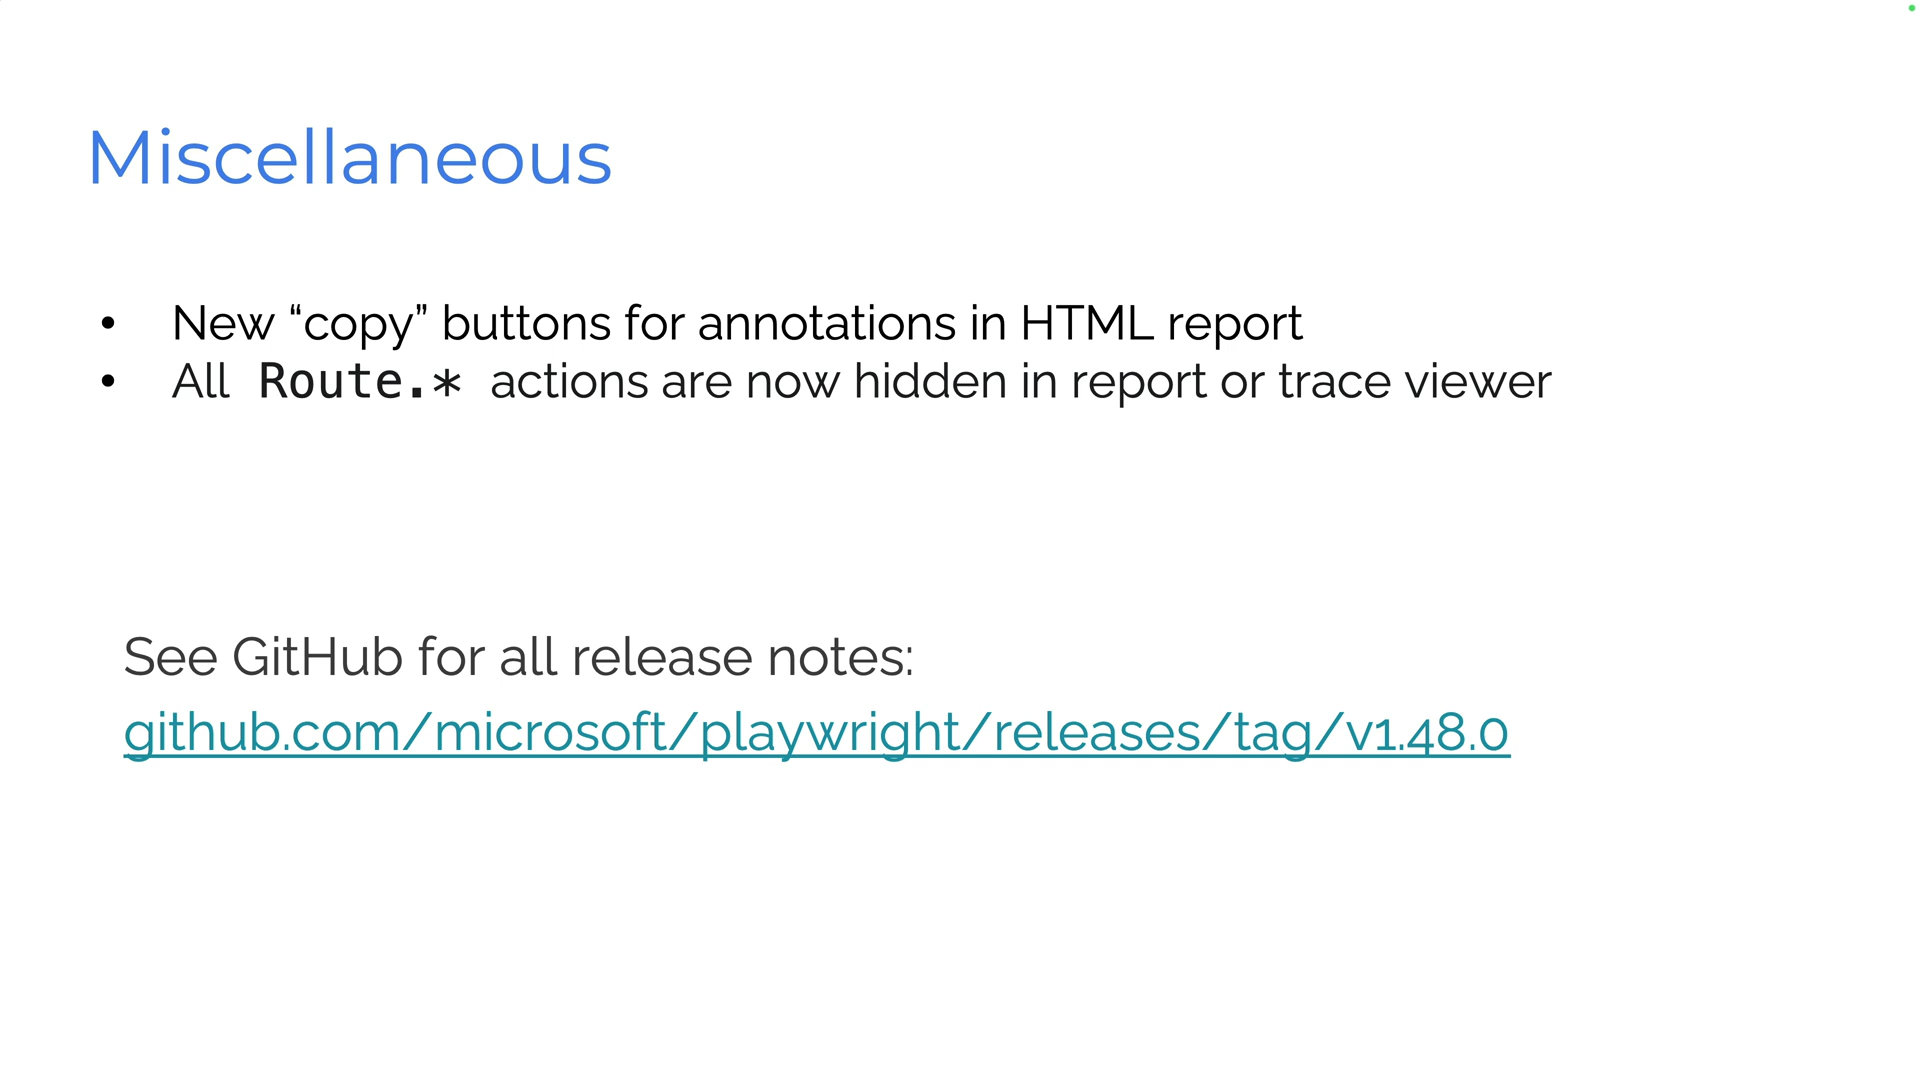 Miscellaneous
• New “copy” buttons for annotations in HTML report
• All Route.* actions are now hidden in report or trace viewer
See GitHub for all release notes:
github.com/microsoft/playwright/releases/tag/v1.48.0